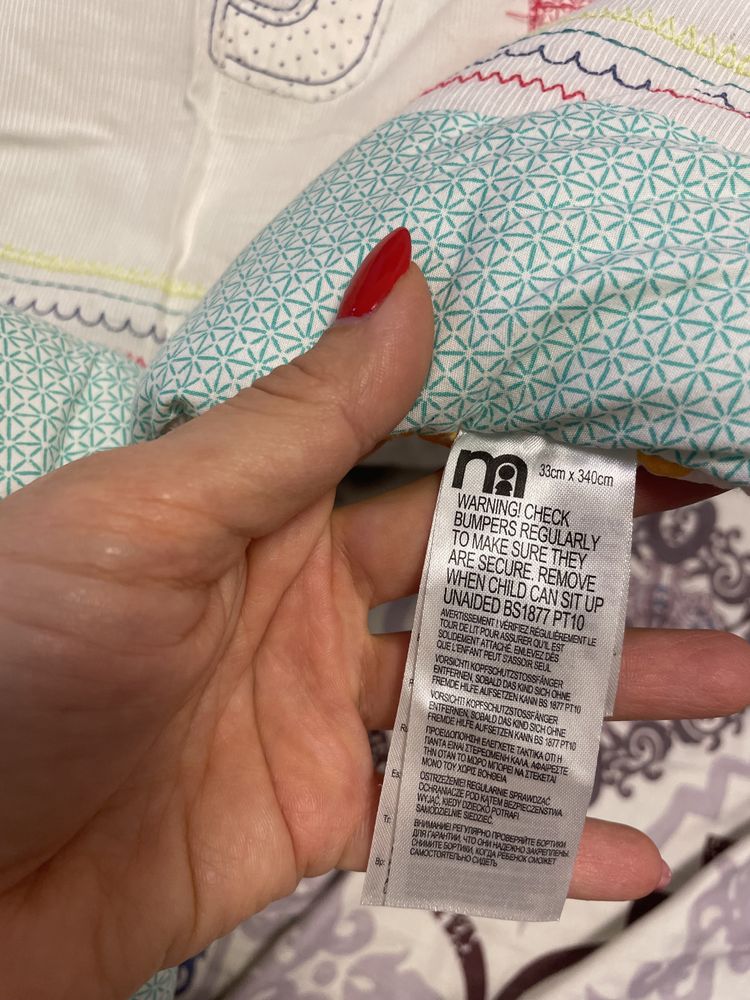 33cm x 340cm
WARNING! CHECK
BUMPERS REGULARLY
TO MAKE SURE THEY
ARE SECURE. REMOVE
WHEN CHILD CAN SIT UP
UNAIDED BS1877 PT10
AVERTISSEMENT ! VÉRIFIEZ RÉGULIÈREMENT LE
TOUR DE LIT POUR ASSURER QU'IL EST
SOLIDEMENT ATTACHÉ. ENLEVEZ DÈS
QUE L'ENFANT PEUT S'ASSOIR SEUL
VORSICHT! KOPFSCHUTZSTOSSFÄNGER
ENTFERNEN, SOBALD DAS KIND SICH OHNE
FREMDE HILFE AUFSETZEN KANN BS 1877 PT10
VORSICHT! KOPFSCHUTZSTOSSFÄNGER
ENTFERNEN, SOBALD DAS KIND SICH OHNE
FREMDE HILFE AUFSETZEN KANN BS 1877 PT10
ΠΡΟΕΙΔΟΠΟΙΗΣΗ! ΕΛΕΓΧΕΤΕ ΤΑΚΤΙΚΑ ΟΤΙ Η
ΠΑΝΤΑ ΕΙΝΑΙ ΣΤΕΡΕΩΜΕΝΗ ΚΑΛΑ. ΑΦΑΙΡΕΣΤΕ
ΤΗΝ ΟΤΑΝ ΤΟ ΜΩΡΟ ΜΠΟΡΕΙ ΝΑ ΣΤΕΚΕΤΑΙ
ΜΟΝΟ ΤΟΥ ΧΩΡΙΣ ΒΟΗΘΕΙΑ
OSTRZEŻENIE! REGULARNIE SPRAWDZAĆ
OCHRANIACZE POD KĄTEM BEZPIECZEŃSTWA
WYJĄĆ, KIEDY DZIECKO POTRAFI
SAMODZIELNIE SIEDZIEĆ.
ВНИМАНИЕ! РЕГУЛЯРНО ПРОВЕРЯЙТЕ БОРТИКИ
ДЛЯ ГАРАНТИИ, ЧТО ОНИ НАДЕЖНО ЗАКРЕПЛЕНЫ.
СНИМИТЕ БОРТИКИ, КОГДА РЕБЕНОК СМОЖЕТ
САМОСТОЯТЕЛЬНО СИДЕТЬ